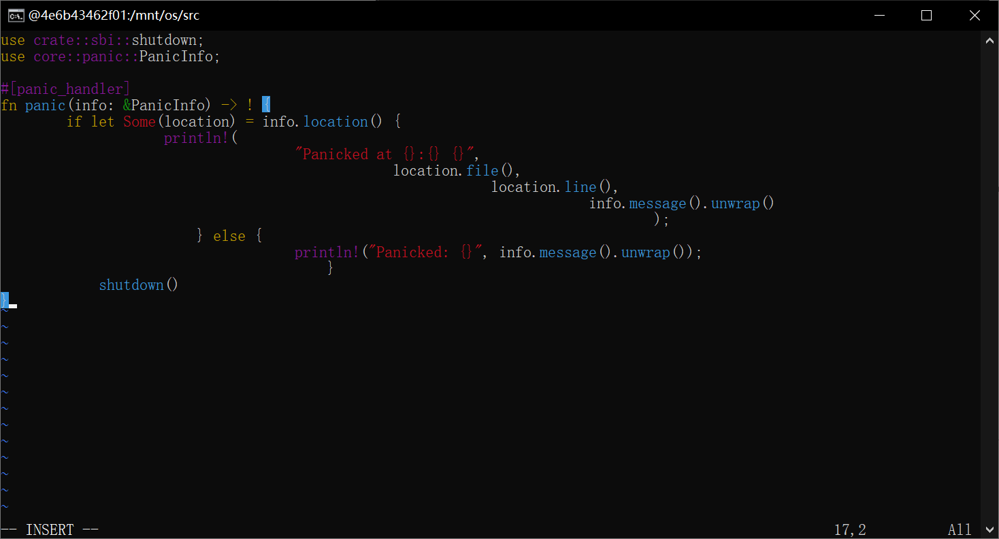 @4e6b43462f01:/mnt/os/src
use crate::sbi::shutdown;
use core::panic::PanicInfo;
#[panic_handler]
fn panic(info: &PanicInfo) -> ! {
if let Some(location) = info.location() {
println!(
"Panicked at {}:{} {}",
location.file(),
location.line(),
info.message().unwrap()
);
} else {
println!("Panicked: {}", info.message().unwrap());
}
shutdown()
}
~
~
~
~
~
~
~
~
~
~
~
~
~
-- INSERT -- 17,2 All